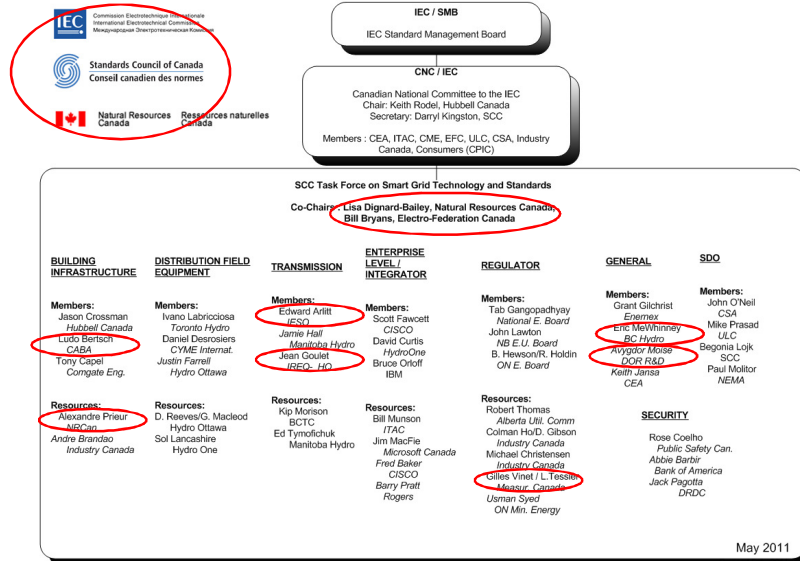 IEC
Commission Electrotechnique Internationale
International Electrotechnical Commission
Международная Электротехническая Комиссия
Standards Council of Canada
Conseil canadien des normes
Natural Resources Canada
Ressources naturelles Canada
IEC / SMB
IEC Standard Management Board
CNC / IEC
Canadian National Committee to the IEC
Chair: Keith Rodel, Hubbell Canada
Secretary: Darryl Kingston, SCC
Members : CEA, ITAC, CME, EFC, ULC, CSA, Industry
Canada, Consumers (CPIC)
SCC Task Force on Smart Grid Technology and Standards
Co-Chairs : Lisa Dignard-Bailey, Natural Resources Canada,
Bill Bryans, Electro-Federation Canada
BUILDING
INFRASTRUCTURE
Members:
Jason Crossman
Hubbell Canada
Ludo Bertsch
CABA
Tony Capel
Comgate Eng.
Resources:
Alexandre Prieur
NRCan
Andre Brandao
Industry Canada
DISTRIBUTION FIELD
EQUIPMENT
Members:
Ivano Labricciosa
Toronto Hydro
Daniel Desrosiers
CYME Internat.
Justin Farrell
Hydro Ottawa
Resources:
D. Reeves/G. Macleod
Hydro Ottawa
Sol Lancashire
Hydro One
TRANSMISSION
Members:
Edward Arlitt
IESO
Jamie Hall
Manitoba Hydro
Jean Goulet
IREQ- HQ
Resources:
Kip Morison
BCTC
Ed Tymofichuk
Manitoba Hydro
ENTERPRISE
LEVEL /
INTEGRATOR
Members:
Scott Fawcett
CISCO
David Curtis
HydroOne
Bruce Orloff
IBM
Resources:
Bill Munson
ITAC
Jim MacFie
Microsoft Canada
Fred Baker
CISCO
Barry Pratt
Rogers
REGULATOR
Members:
Tab Gangopadhyay
National E. Board
John Lawton
NB E.U. Board
B. Hewson/R. Holdin
ON E. Board
Resources:
Robert Thomas
Alberta Util. Comm
Colman Ho/D. Gibson
Industry Canada
Michael Christensen
Industry Canada
Gilles Vinet / L.Tessier
Measur. Canada
Usman Syed
ON Min. Energy
GENERAL
Members:
Grant Gilchrist
Enernex
Eric McWhinney
BC Hydro
Avygdor Moise
DOR R&D
Keith Jansa
CEA
SECURITY
Rose Coelho
Public Safety Can.
Abbie Barbir
Bank of America
Jack Pagotta
DRDC
SDO
Members:
John O'Neil
CSA
Mike Prasad
ULC
Begonia Lojk
SCC
Paul Molitor
NEMA
May 2011